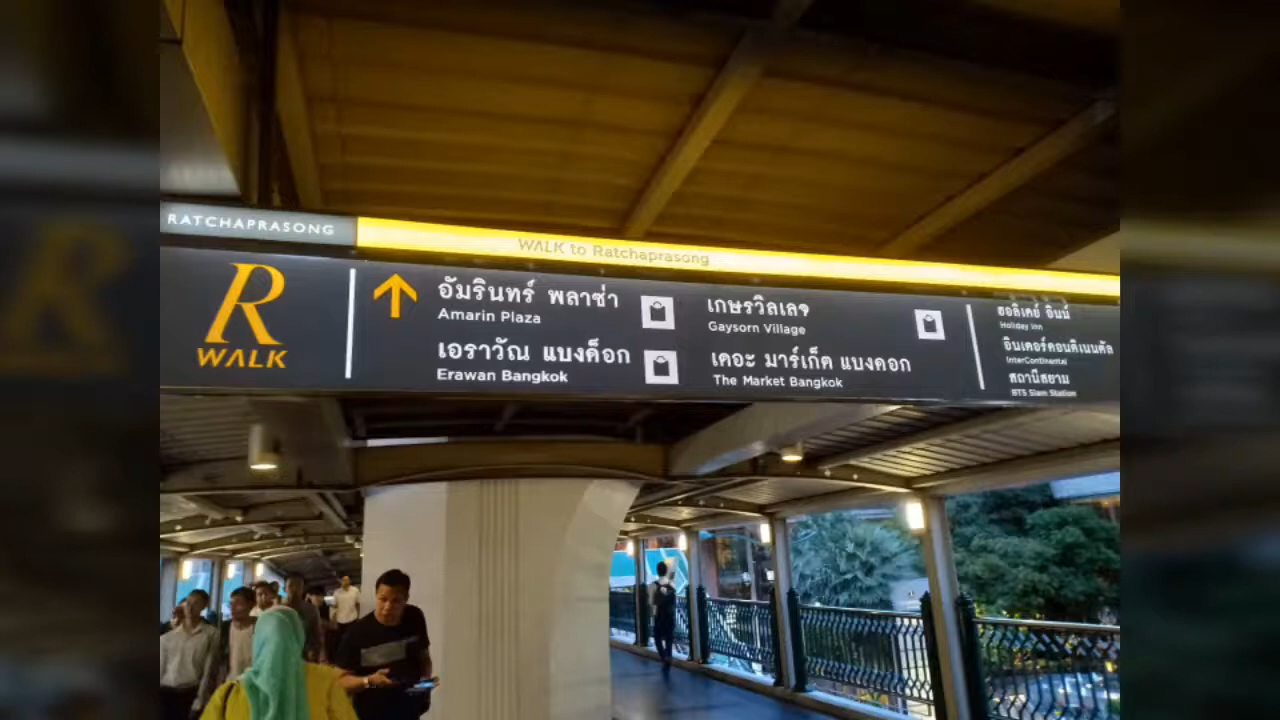 RATCHAPRASONG
WALK to Ratchaprasong
R
WALK
อัมรินทร์ พลาซ่า
Amarin Plaza
เอราวัณ แบงค็อก
Erawan Bangkok
เกษรวิลเลจ
Gaysorn Village
เดอะ มาร์เก็ต แบงคอก
The Market Bangkok
ฮอลิเดย์ อินน์
Holiday Inn
อินเตอร์คอนติเนนตัล
InterContinental
สถานีสยาม
BTS Siam Station